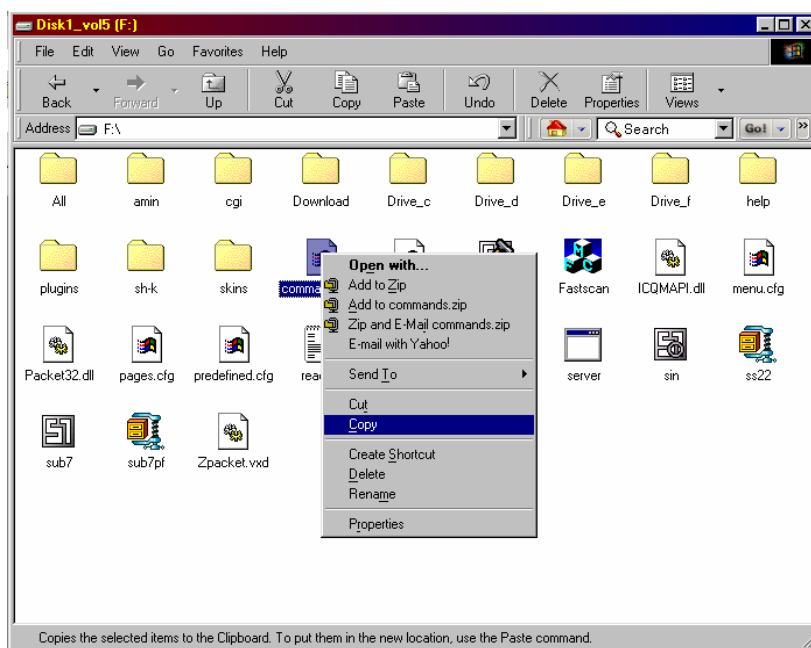 Disk1_vol5 (F:)
File Edit View Go Favorites Help
Back Forward Up Cut Copy Paste Undo Delete Properties Views
Address F:\ Search Go! »
All amin cgi Download Drive_c Drive_d Drive_e Drive_f help
plugins sh-k skins comma Fastscan ICQMAPI.dll menu.cfg
Packet32.dll pages.cfg predefined.cfg rea server sin ss22
sub7 sub7pf Zpacket.vxd
Open with...
Add to Zip
Add to commands.zip
Zip and E-Mail commands.zip
E-mail with Yahoo!
Send To
Cut
Copy
Create Shortcut
Delete
Rename
Properties
Copies the selected items to the Clipboard. To put them in the new location, use the Paste command.